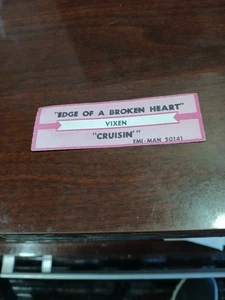 "EDGE OF A BROKEN HEART"
VIXEN
"CRUISIN'"
EMI-MAN 50141